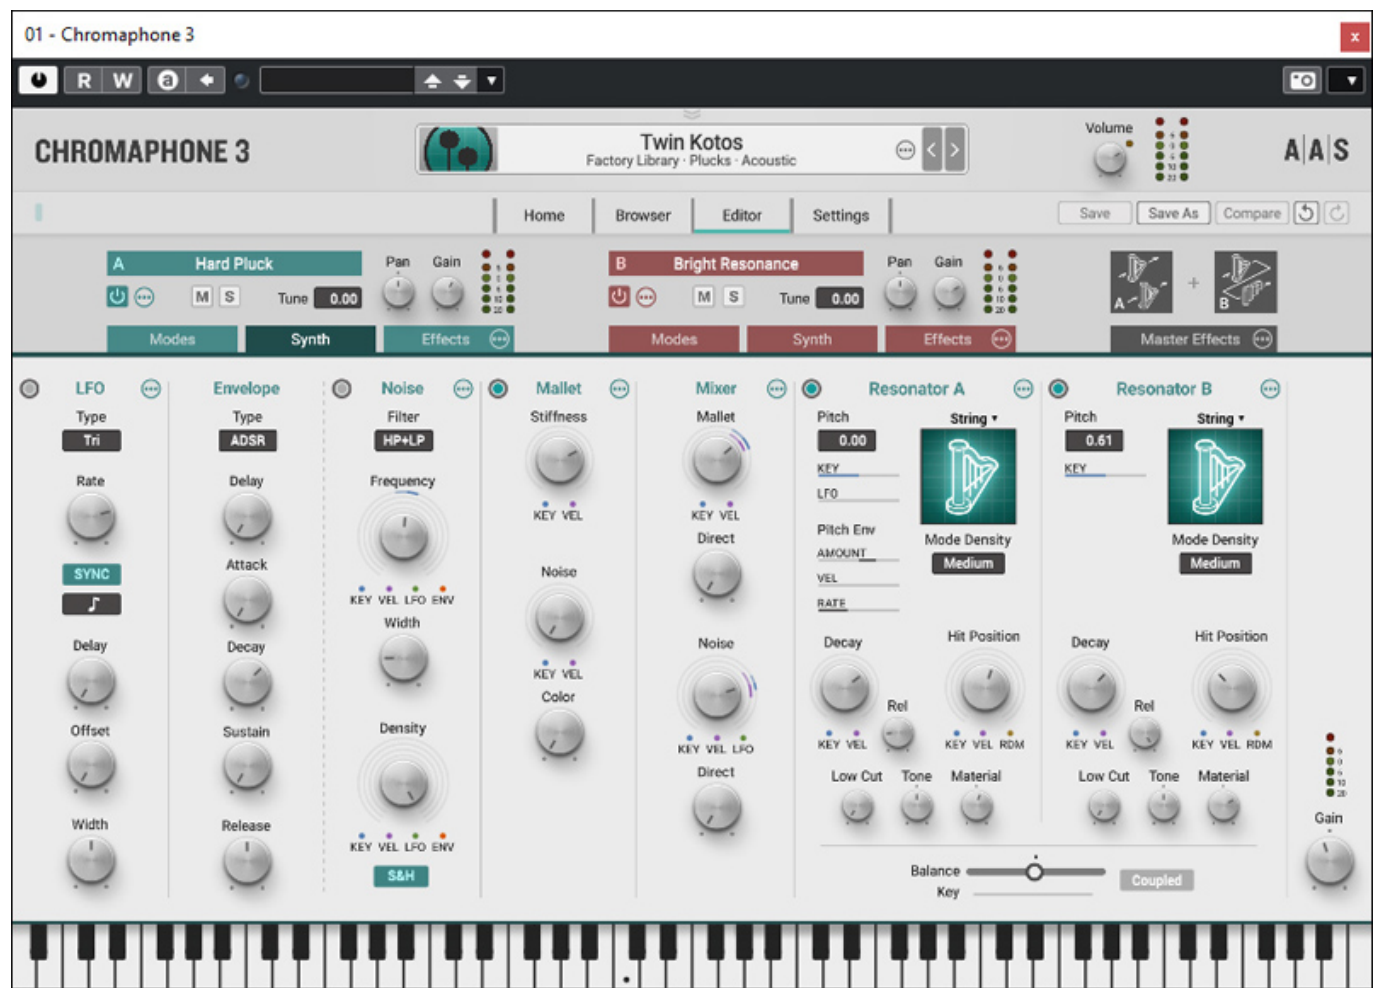 01 - Chromaphone 3
x
R W a
CHROMAPHONE 3
Twin Kotos
Factory Library · Plucks · Acoustic
Volume
A|A|S
Home Browser Editor Settings
Save Save As Compare
A Hard Pluck
Pan Gain
M S Tune 0.00
Modes Synth Effects
B Bright Resonance
Pan Gain
M S Tune 0.00
Modes Synth Effects
A + B
Master Effects
LFO
Type
Tri
Rate
SYNC
Delay
Offset
Width
Envelope
Type
ADSR
Delay
Attack
Decay
Sustain
Release
Noise
Filter
HP+LP
Frequency
KEY VEL LFO ENV
Width
Density
KEY VEL LFO ENV
S&H
Mallet
Stiffness
KEY VEL
Noise
KEY VEL
Color
Mixer
Mallet
KEY VEL
Direct
Noise
KEY VEL LFO
Direct
Resonator A
Pitch
0.00
KEY
LFO
Pitch Env
AMOUNT
VEL
RATE
String
Mode Density
Medium
Decay
KEY VEL
Rel
Hit Position
KEY VEL RDM
Low Cut Tone Material
Resonator B
Pitch
0.61
KEY
String
Mode Density
Medium
Decay
KEY VEL
Rel
Hit Position
KEY VEL RDM
Low Cut Tone Material
Balance
Key
Coupled
Gain